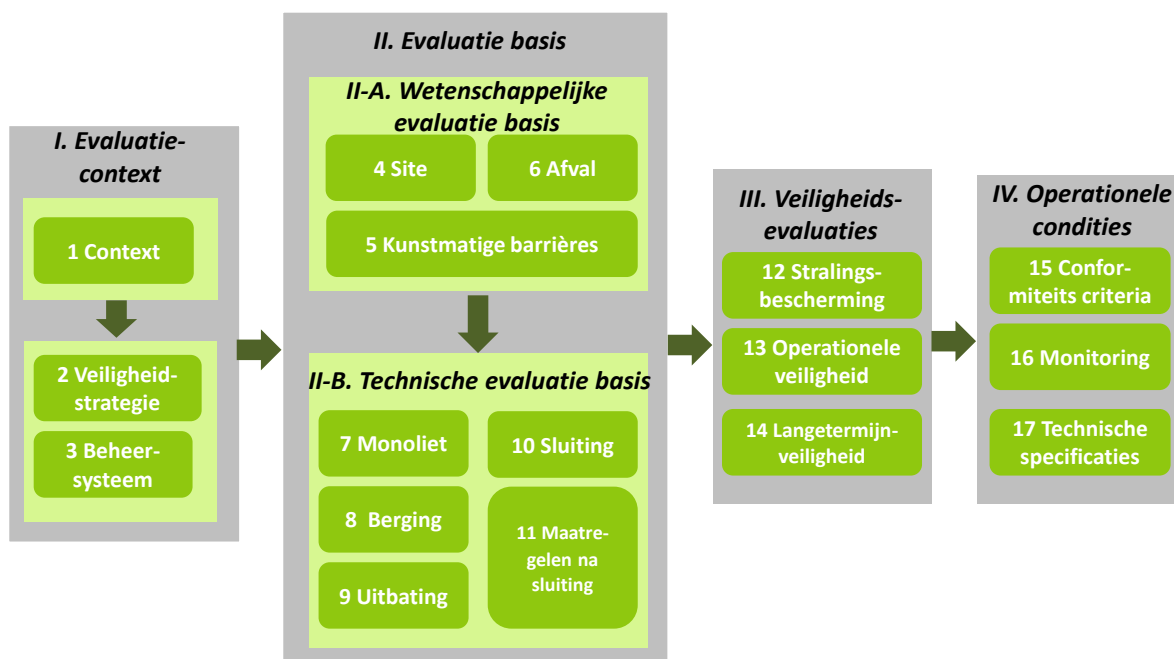 I. Evaluatie-
context
1 Context
2 Veiligheid-
strategie
3 Beheer-
systeem
II. Evaluatie basis
II-A. Wetenschappelijke
evaluatie basis
4 Site
6 Afval
5 Kunstmatige barrières
II-B. Technische evaluatie basis
7 Monoliet
10 Sluiting
8 Berging
11 Maatre-
gelen na
sluiting
9 Uitbating
III. Veiligheids-
evaluaties
12 Stralings-
bescherming
13 Operationele
veiligheid
14 Langetermijn-
veiligheid
IV. Operationele
condities
15 Confor-
miteits criteria
16 Monitoring
17 Technische
specificaties